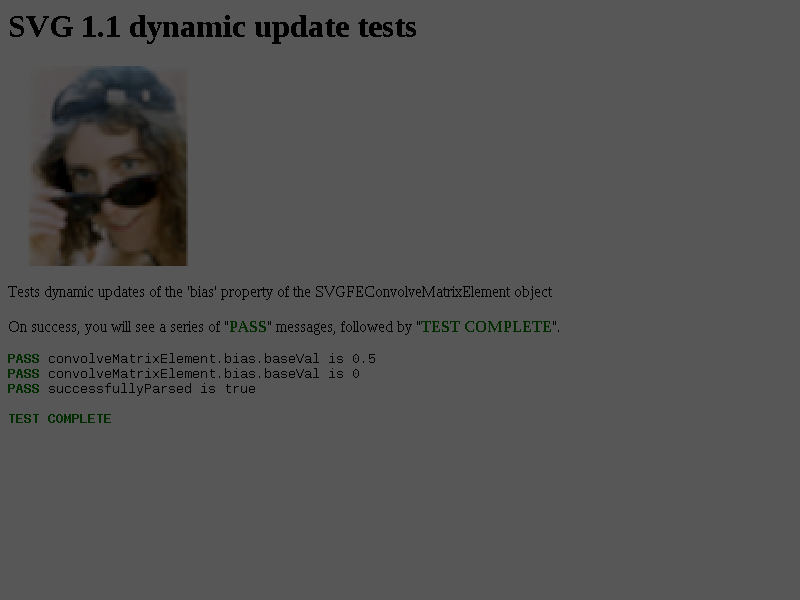 SVG 1.1 dynamic update tests
Tests dynamic updates of the 'bias' property of the SVGFEConvolveMatrixElement object
On success, you will see a series of "PASS" messages, followed by "TEST COMPLETE".
PASS convolveMatrixElement.bias.baseVal is 0.5
PASS convolveMatrixElement.bias.baseVal is 0
PASS successfullyParsed is true
TEST COMPLETE